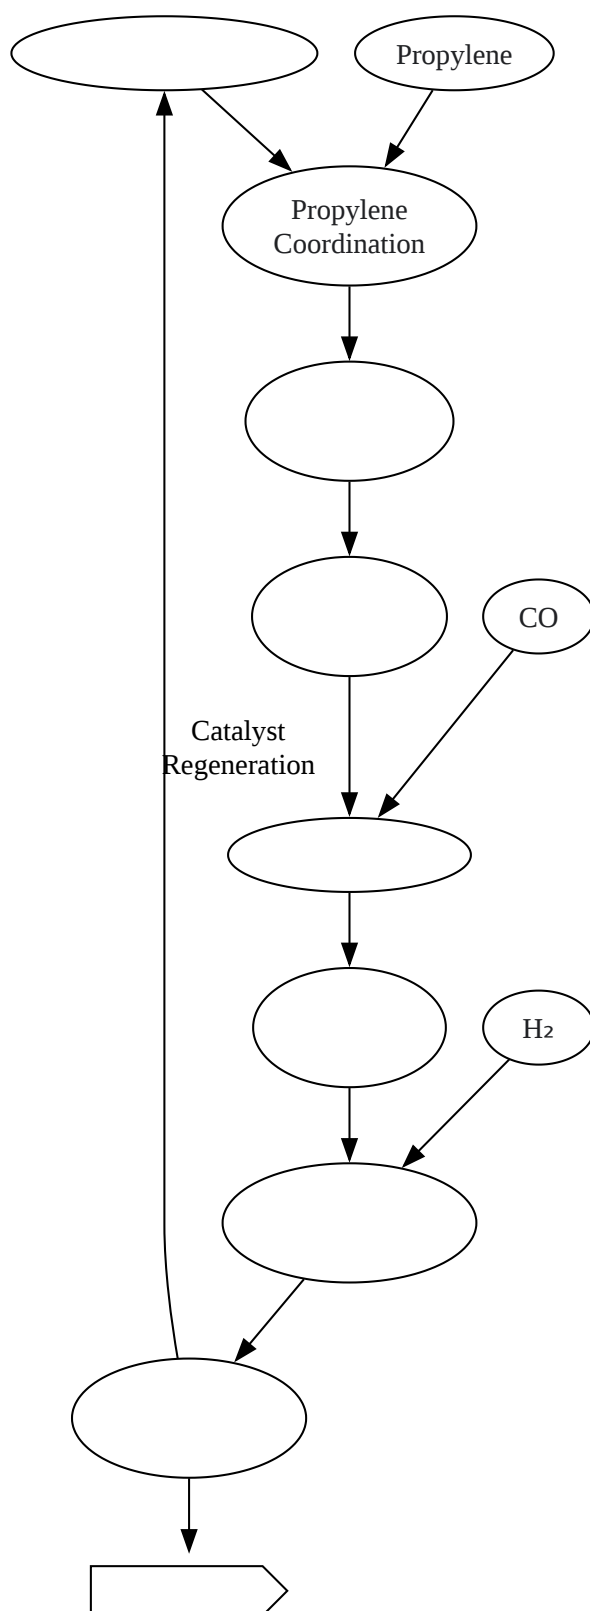 Propylene
Propylene
Coordination
CO
Catalyst
Regeneration
H₂